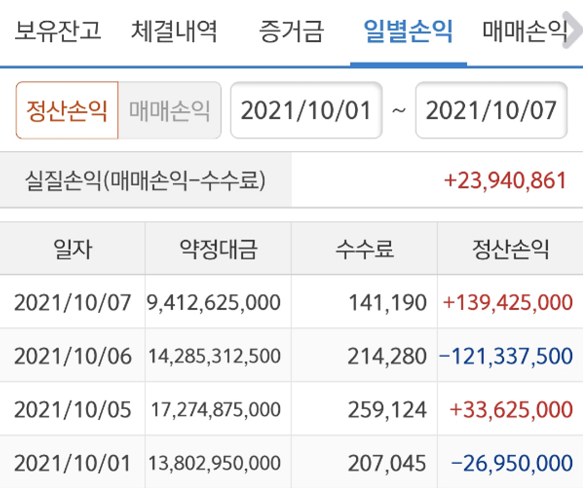 보유잔고 체결내역 증거금 일별손익 매매손익
정산손익 매매손익 2021/10/01 ~ 2021/10/07
실질손익(매매손익-수수료) +23,940,861
일자 약정대금 수수료 정산손익
2021/10/07 9,412,625,000 141,190 +139,425,000
2021/10/06 14,285,312,500 214,280 -121,337,500
2021/10/05 17,274,875,000 259,124 +33,625,000
2021/10/01 13,802,950,000 207,045 -26,950,000